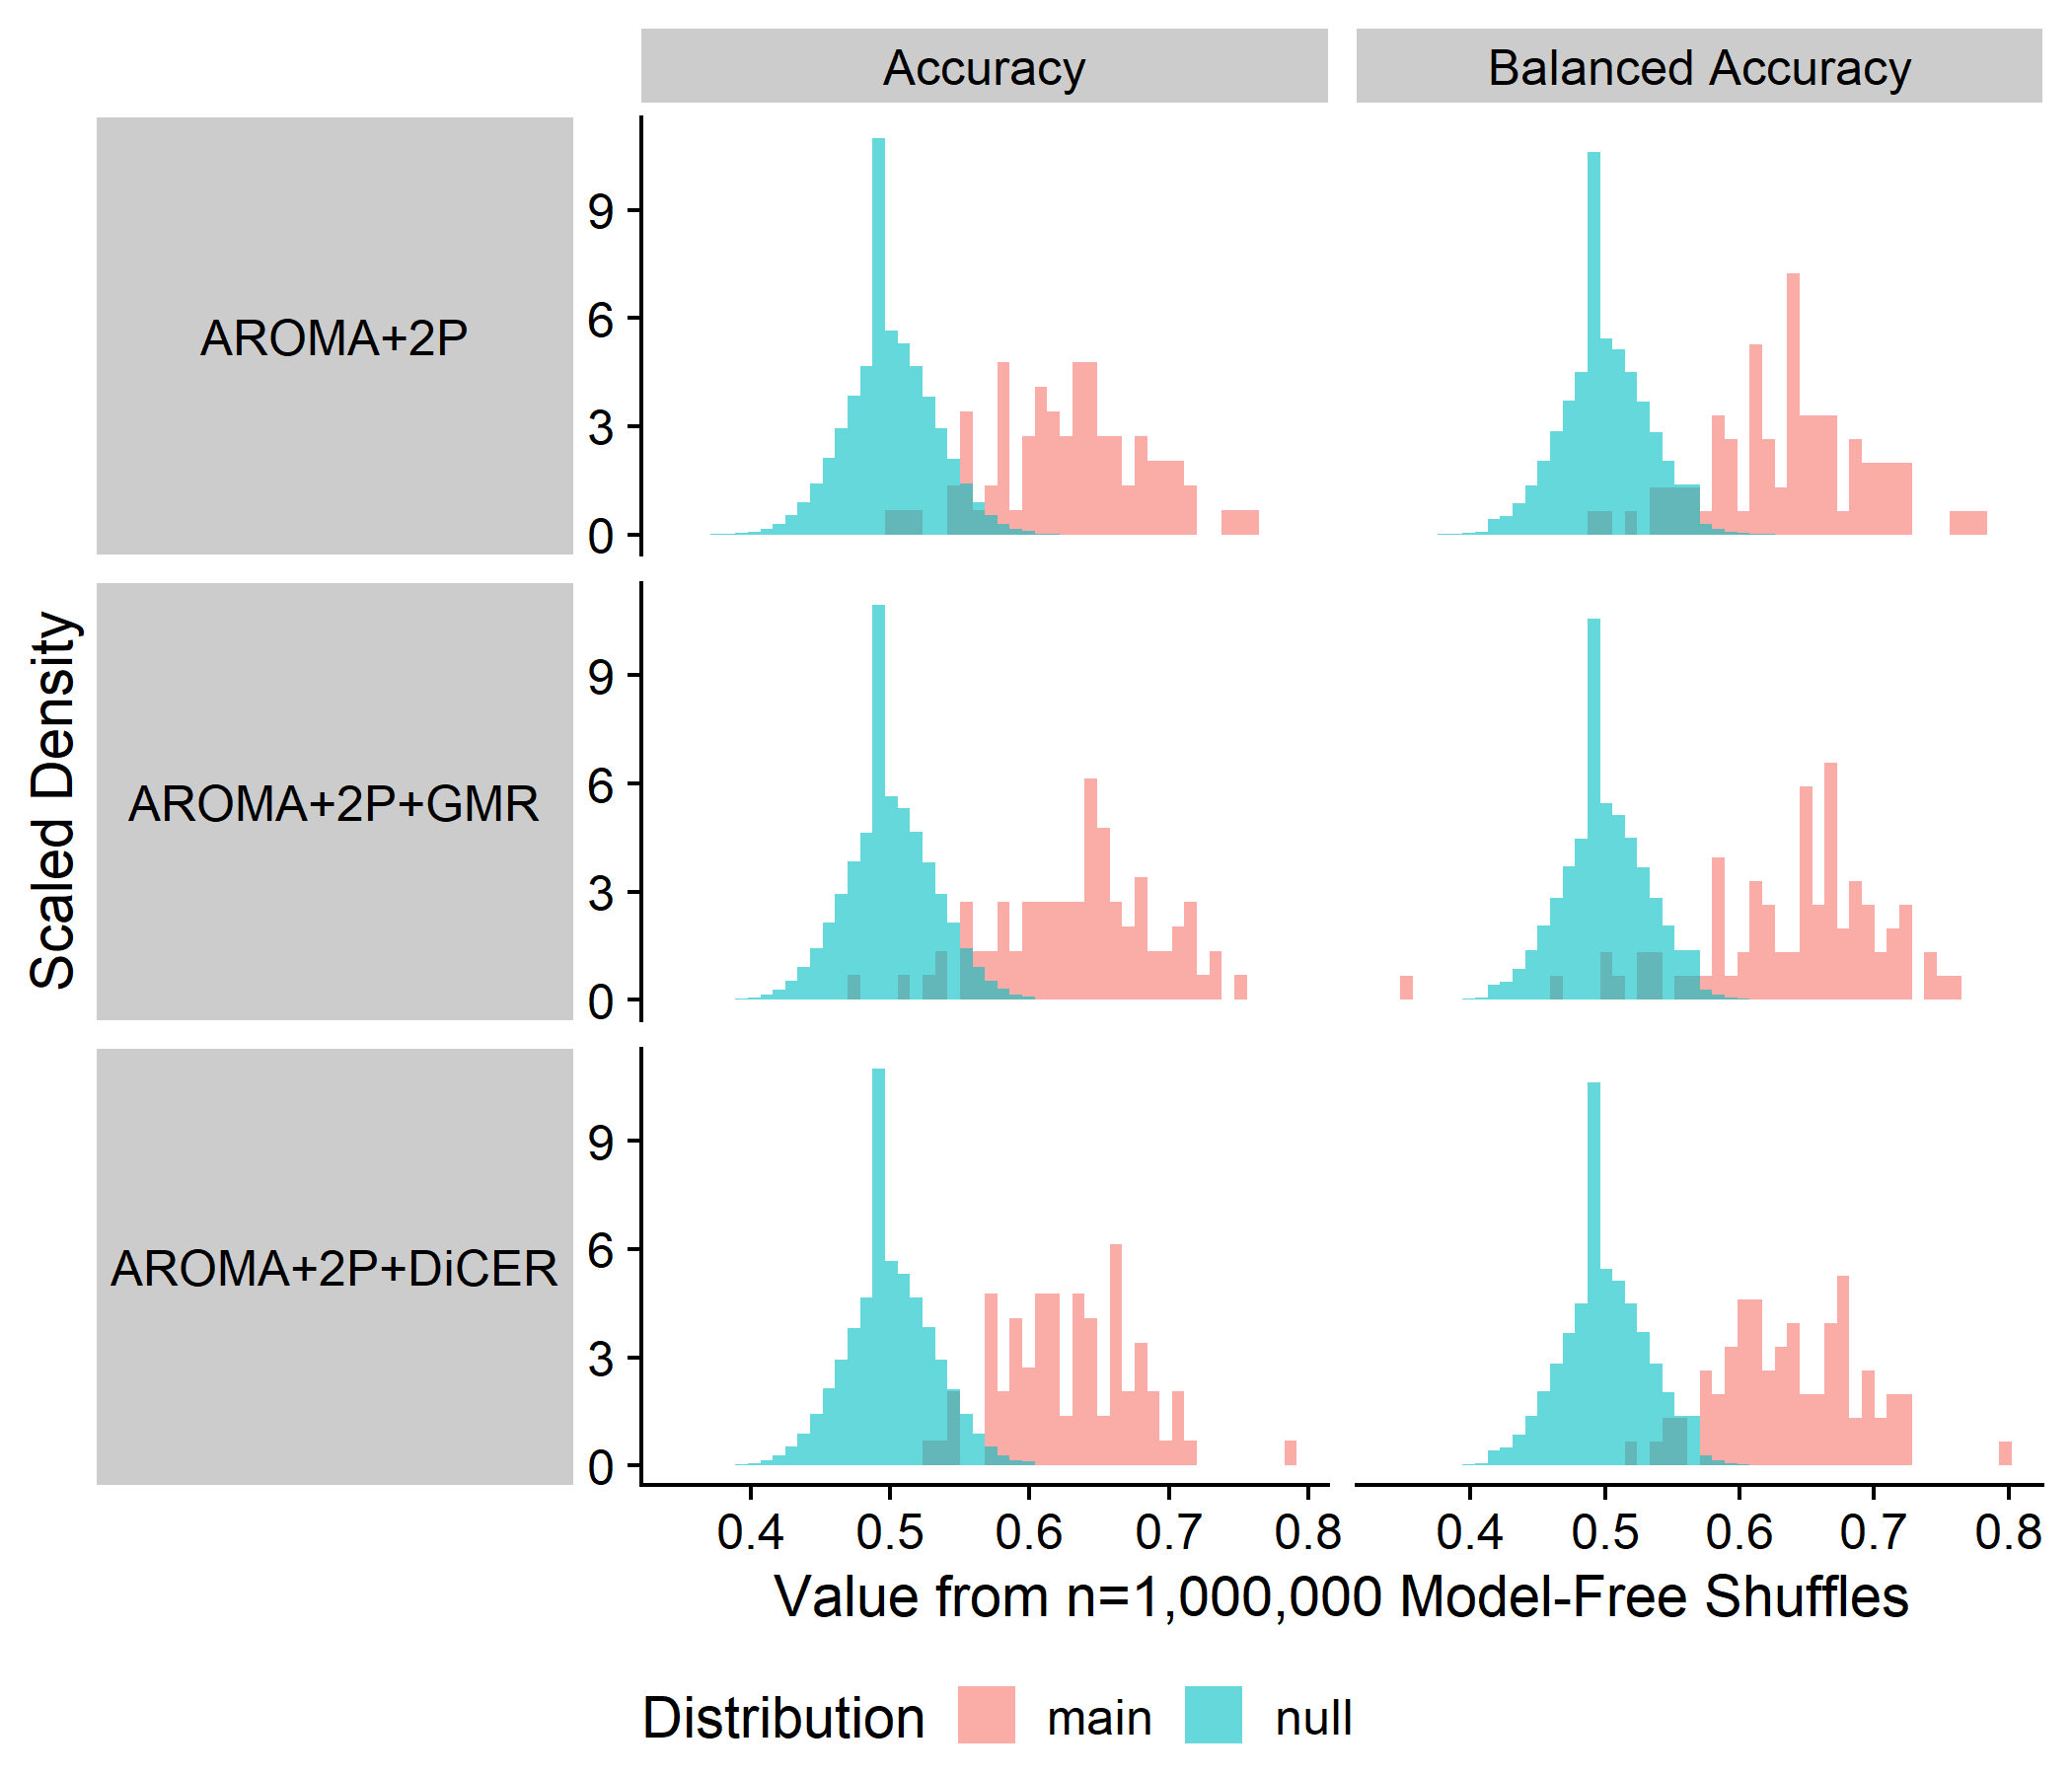 Accuracy
Balanced Accuracy
Scaled Density
AROMA+2P
9
6
3
0
AROMA+2P+GMR
9
6
3
0
AROMA+2P+DiCER
9
6
3
0
0.4 0.5 0.6 0.7 0.8
0.4 0.5 0.6 0.7 0.8
Value from n=1,000,000 Model-Free Shuffles
Distribution main null